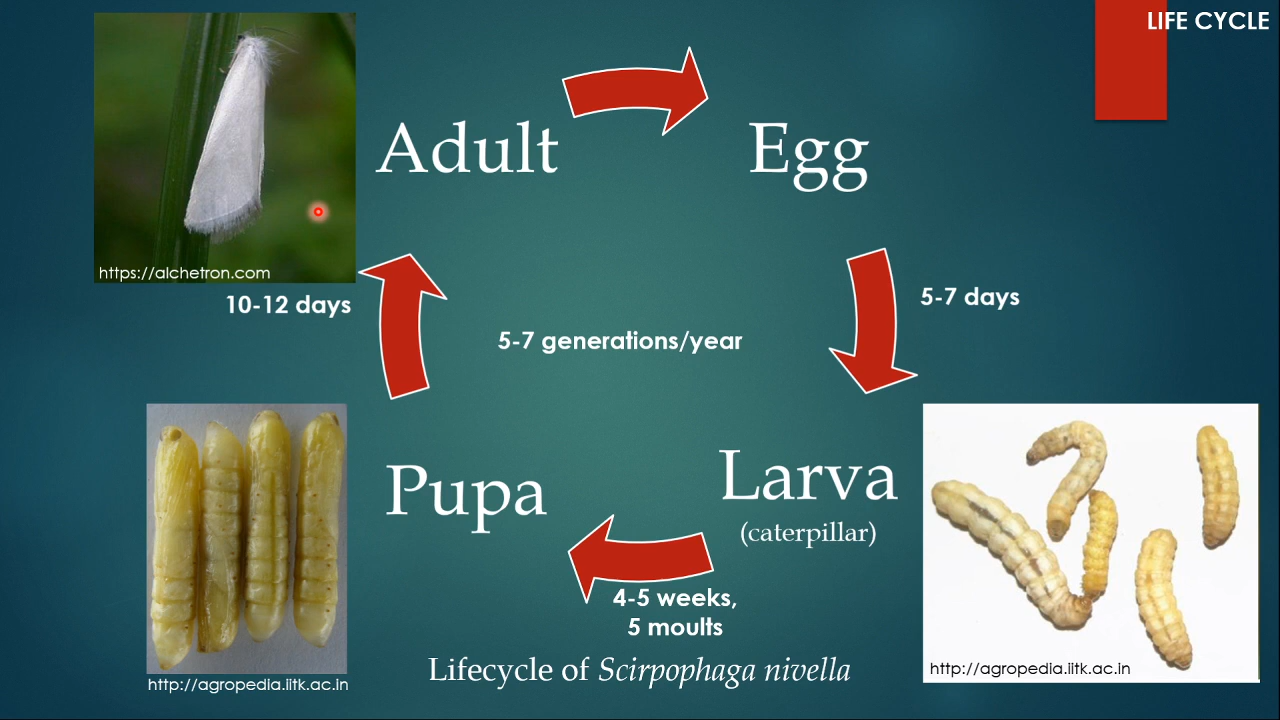 LIFE CYCLE
Adult
Egg
https://alchetron.com
10-12 days
5-7 days
5-7 generations/year
Pupa
Larva
(caterpillar)
4-5 weeks,
5 moults
http://agropedia.iitk.ac.in
Lifecycle of Scirpophaga nivella
http://agropedia.iitk.ac.in